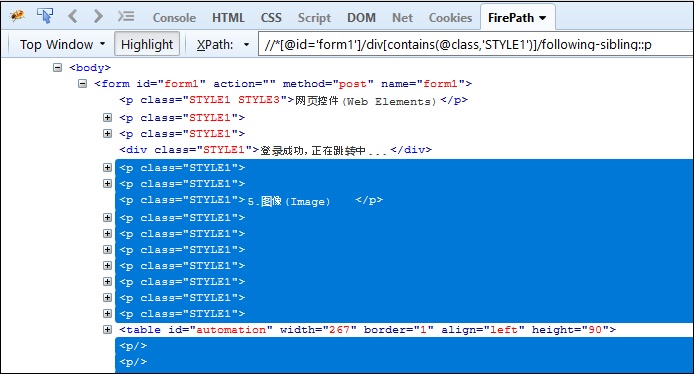 Console HTML CSS Script DOM Net Cookies FirePath
Top Window Highlight XPath: //*[@id='form1']/div[contains(@class,'STYLE1')]/following-sibling::p
<body>
<form id="form1" action="" method="post" name="form1">
<p class="STYLE1 STYLE3">网页控件(Web Elements)</p>
<p class="STYLE1">
<p class="STYLE1">
<div class="STYLE1">登录成功,正在跳转中...</div>
<p class="STYLE1">
<p class="STYLE1">
<p class="STYLE1">5.图像(Image) </p>
<p class="STYLE1">
<p class="STYLE1">
<p class="STYLE1">
<p class="STYLE1">
<p class="STYLE1">
<p class="STYLE1">
<p class="STYLE1">
<table id="automation" width="267" border="1" align="left" height="90">
<p/>
<p/>